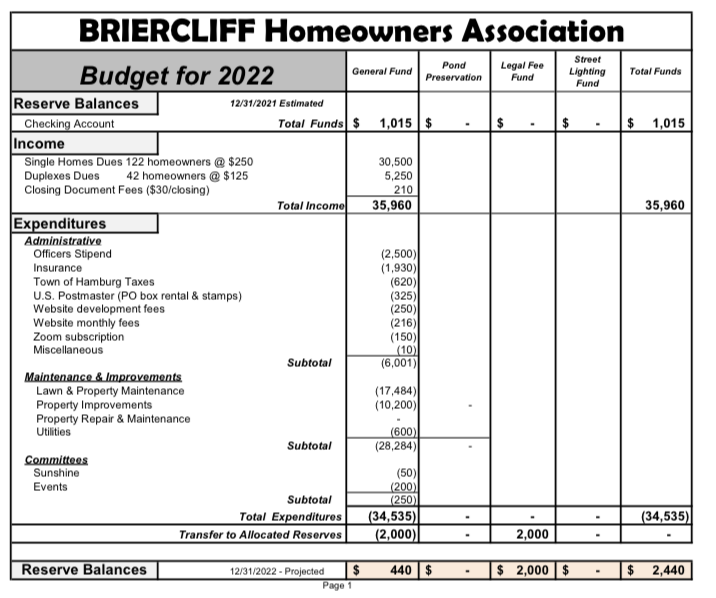 BRIERCLIFF Homeowners Association
Budget for 2022 General Fund Pond Preservation Legal Fee Fund Street Lighting Fund Total Funds
Reserve Balances 12/31/2021 Estimated
Checking Account Total Funds $ 1,015 $ - $ - $ - $ 1,015
Income
Single Homes Dues 122 homeowners @ $250 30,500
Duplexes Dues 42 homeowners @ $125 5,250
Closing Document Fees ($30/closing) 210
Total Income 35,960 35,960
Expenditures
Administrative
Officers Stipend (2,500)
Insurance (1,930)
Town of Hamburg Taxes (620)
U.S. Postmaster (PO box rental & stamps) (325)
Website development fees (250)
Website monthly fees (216)
Zoom subscription (150)
Miscellaneous (10)
Subtotal (6,001)
Maintenance & Improvements
Lawn & Property Maintenance (17,484)
Property Improvements (10,200) -
Property Repair & Maintenance -
Utilities (600)
Subtotal (28,284) -
Committees
Sunshine (50)
Events (200)
Subtotal (250)
Total Expenditures (34,535) - - - (34,535)
Transfer to Allocated Reserves (2,000) - 2,000 - -
Reserve Balances 12/31/2022 - Projected $ 440 $ - $ 2,000 $ - $ 2,440
Page 1